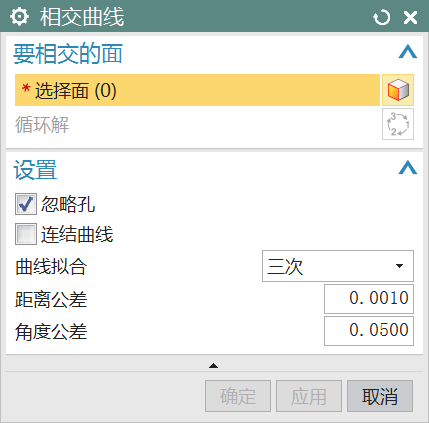 相交曲线
要相交的面
* 选择面 (0)
循环解
设置
忽略孔
连结曲线
曲线拟合 三次
距离公差 0.0010
角度公差 0.0500
确定 应用 取消